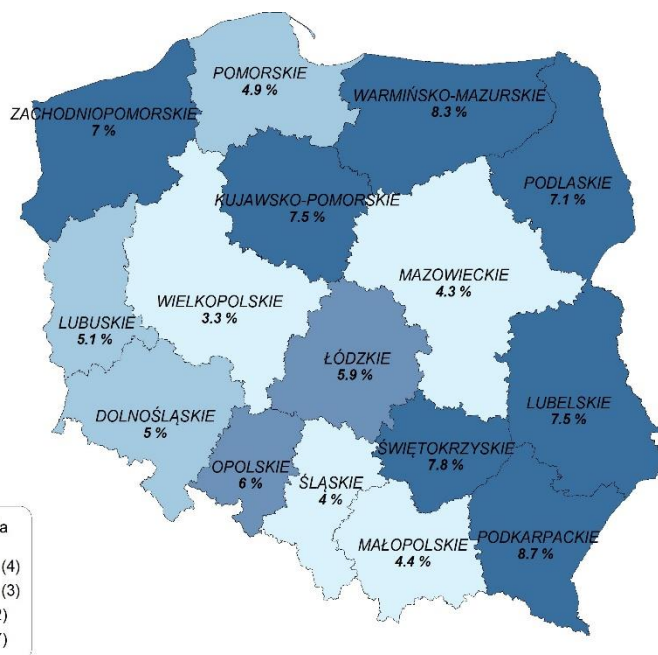 POMORSKIE
4.9 %
WARMIŃSKO-MAZURSKIE
8.3 %
ZACHODNIOPOMORSKIE
7 %
PODLASKIE
7.1 %
KUJAWSKO-POMORSKIE
7.5 %
MAZOWIECKIE
4.3 %
WIELKOPOLSKIE
3.3 %
LUBUSKIE
5.1 %
ŁÓDZKIE
5.9 %
LUBELSKIE
7.5 %
DOLNOŚLĄSKIE
5 %
ŚWIĘTOKRZYSKIE
7.8 %
OPOLSKIE
6 %
ŚLĄSKIE
4 %
MAŁOPOLSKIE
4.4 %
PODKARPACKIE
8.7 %
a
(4)
(3)